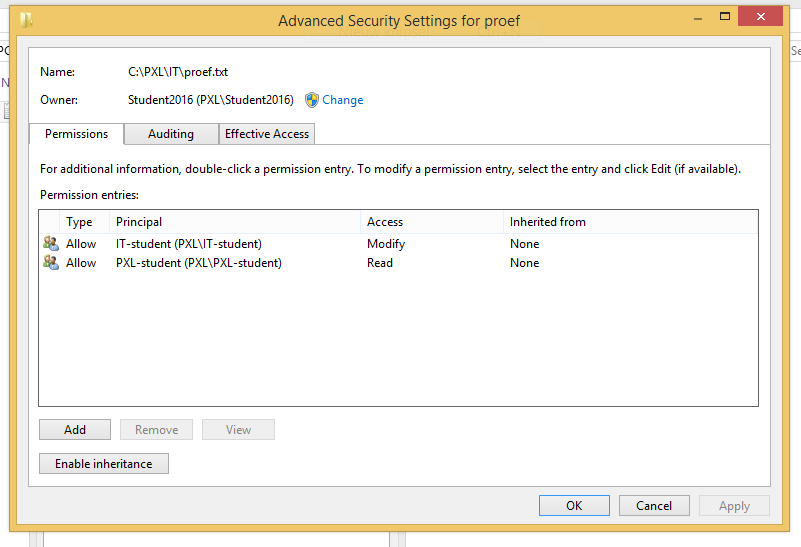 Advanced Security Settings for proef
PC
Se
N
Name: C:\PXL\IT\proef.txt
Owner: Student2016 (PXL\Student2016) Change
Permissions Auditing Effective Access
For additional information, double-click a permission entry. To modify a permission entry, select the entry and click Edit (if available).
Permission entries:
Type Principal Access Inherited from
Allow IT-student (PXL\IT-student) Modify None
Allow PXL-student (PXL\PXL-student) Read None
Add Remove View
Enable inheritance
OK Cancel Apply